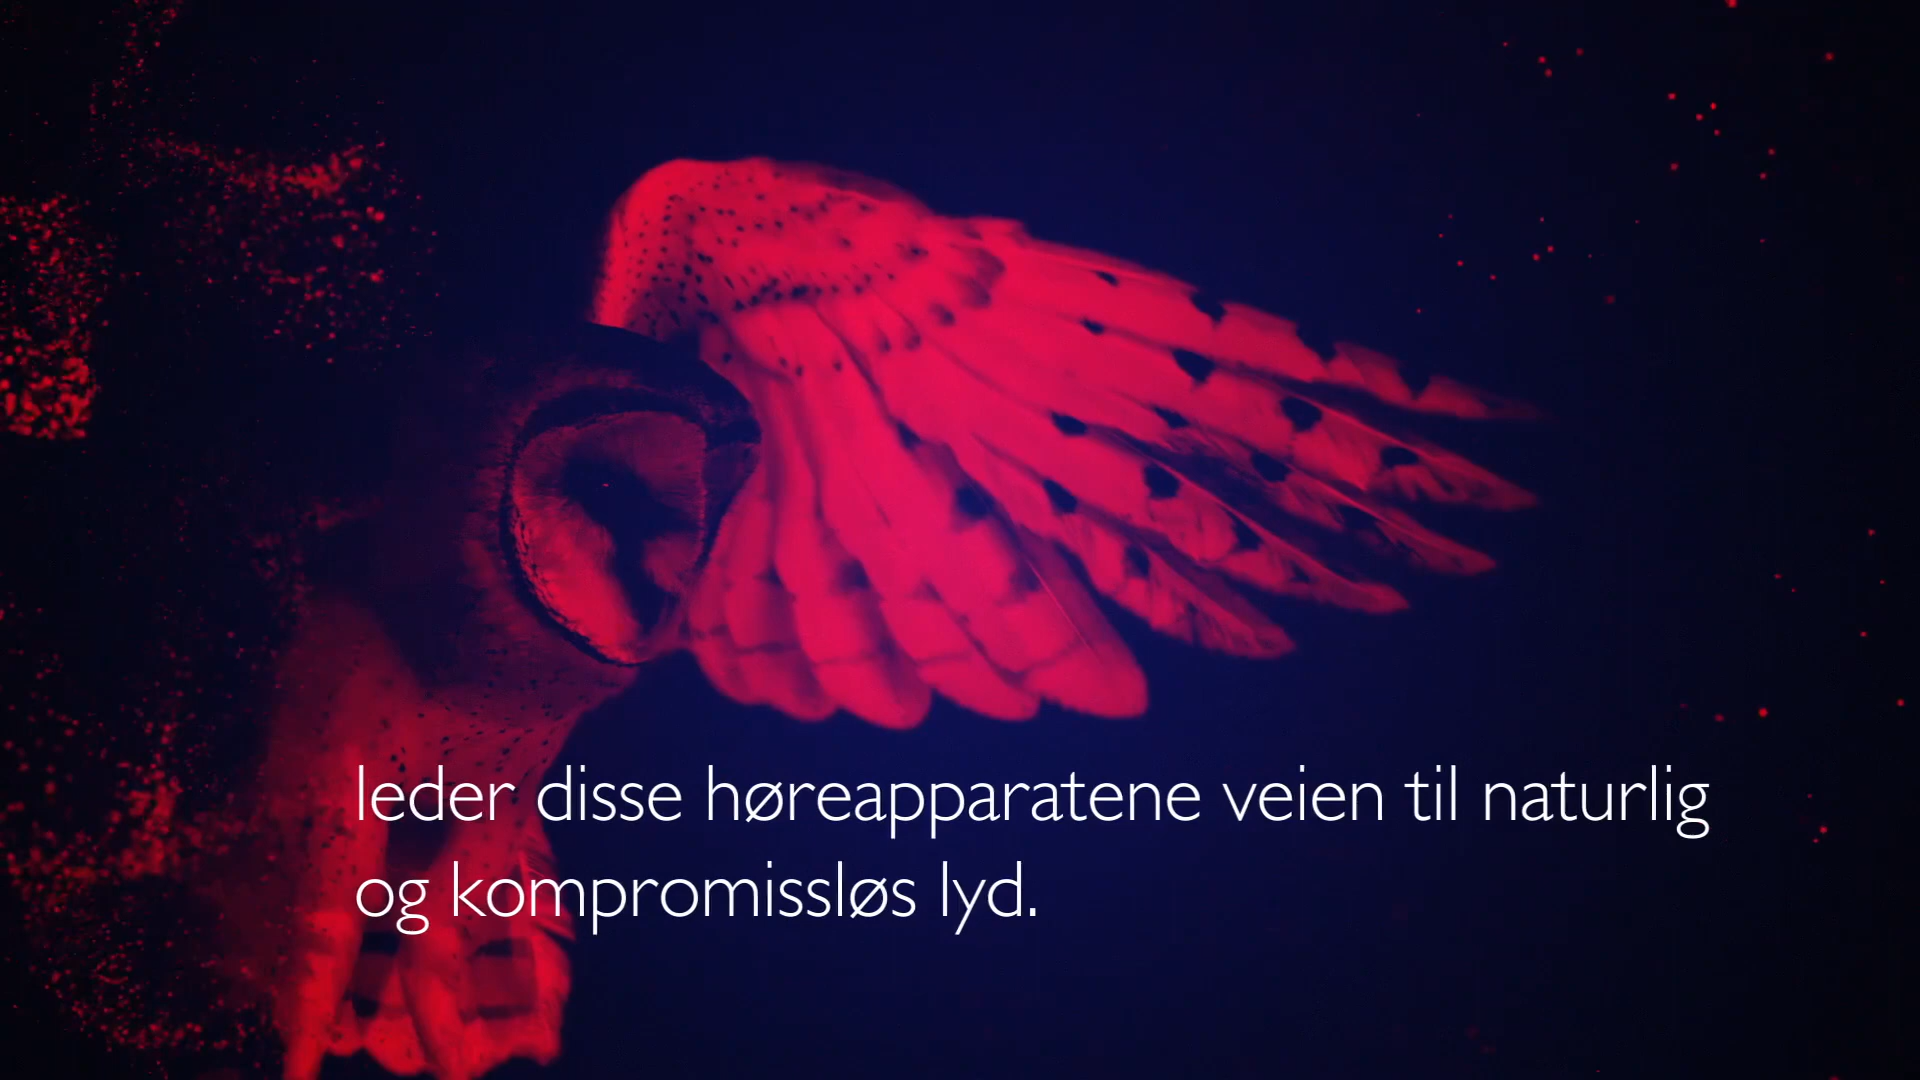 leder disse høreapparatene veien til naturlig
og kompromissløs lyd.